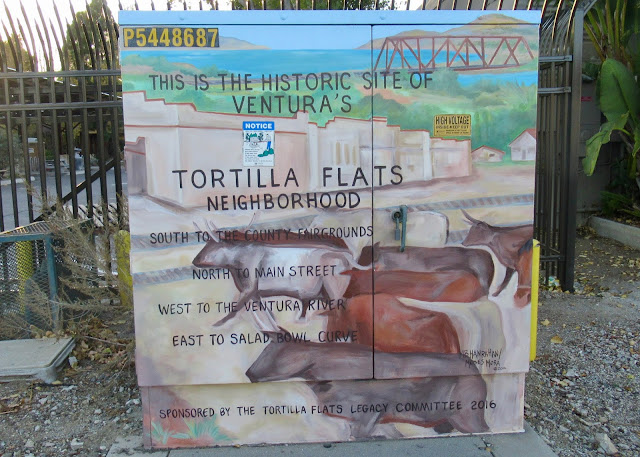 P5448687
THIS IS THE HISTORIC SITE OF
VENTURA'S
NOTICE
HIGH VOLTAGE
TORTILLA FLATS
NEIGHBORHOOD
SOUTH TO THE COUNTY FAIRGROUNDS
NORTH TO MAIN STREET
WEST TO THE VENTURA RIVER
EAST TO SALAD BOWL CURVE
SPONSORED BY THE TORTILLA FLATS LEGACY COMMITTEE 2016